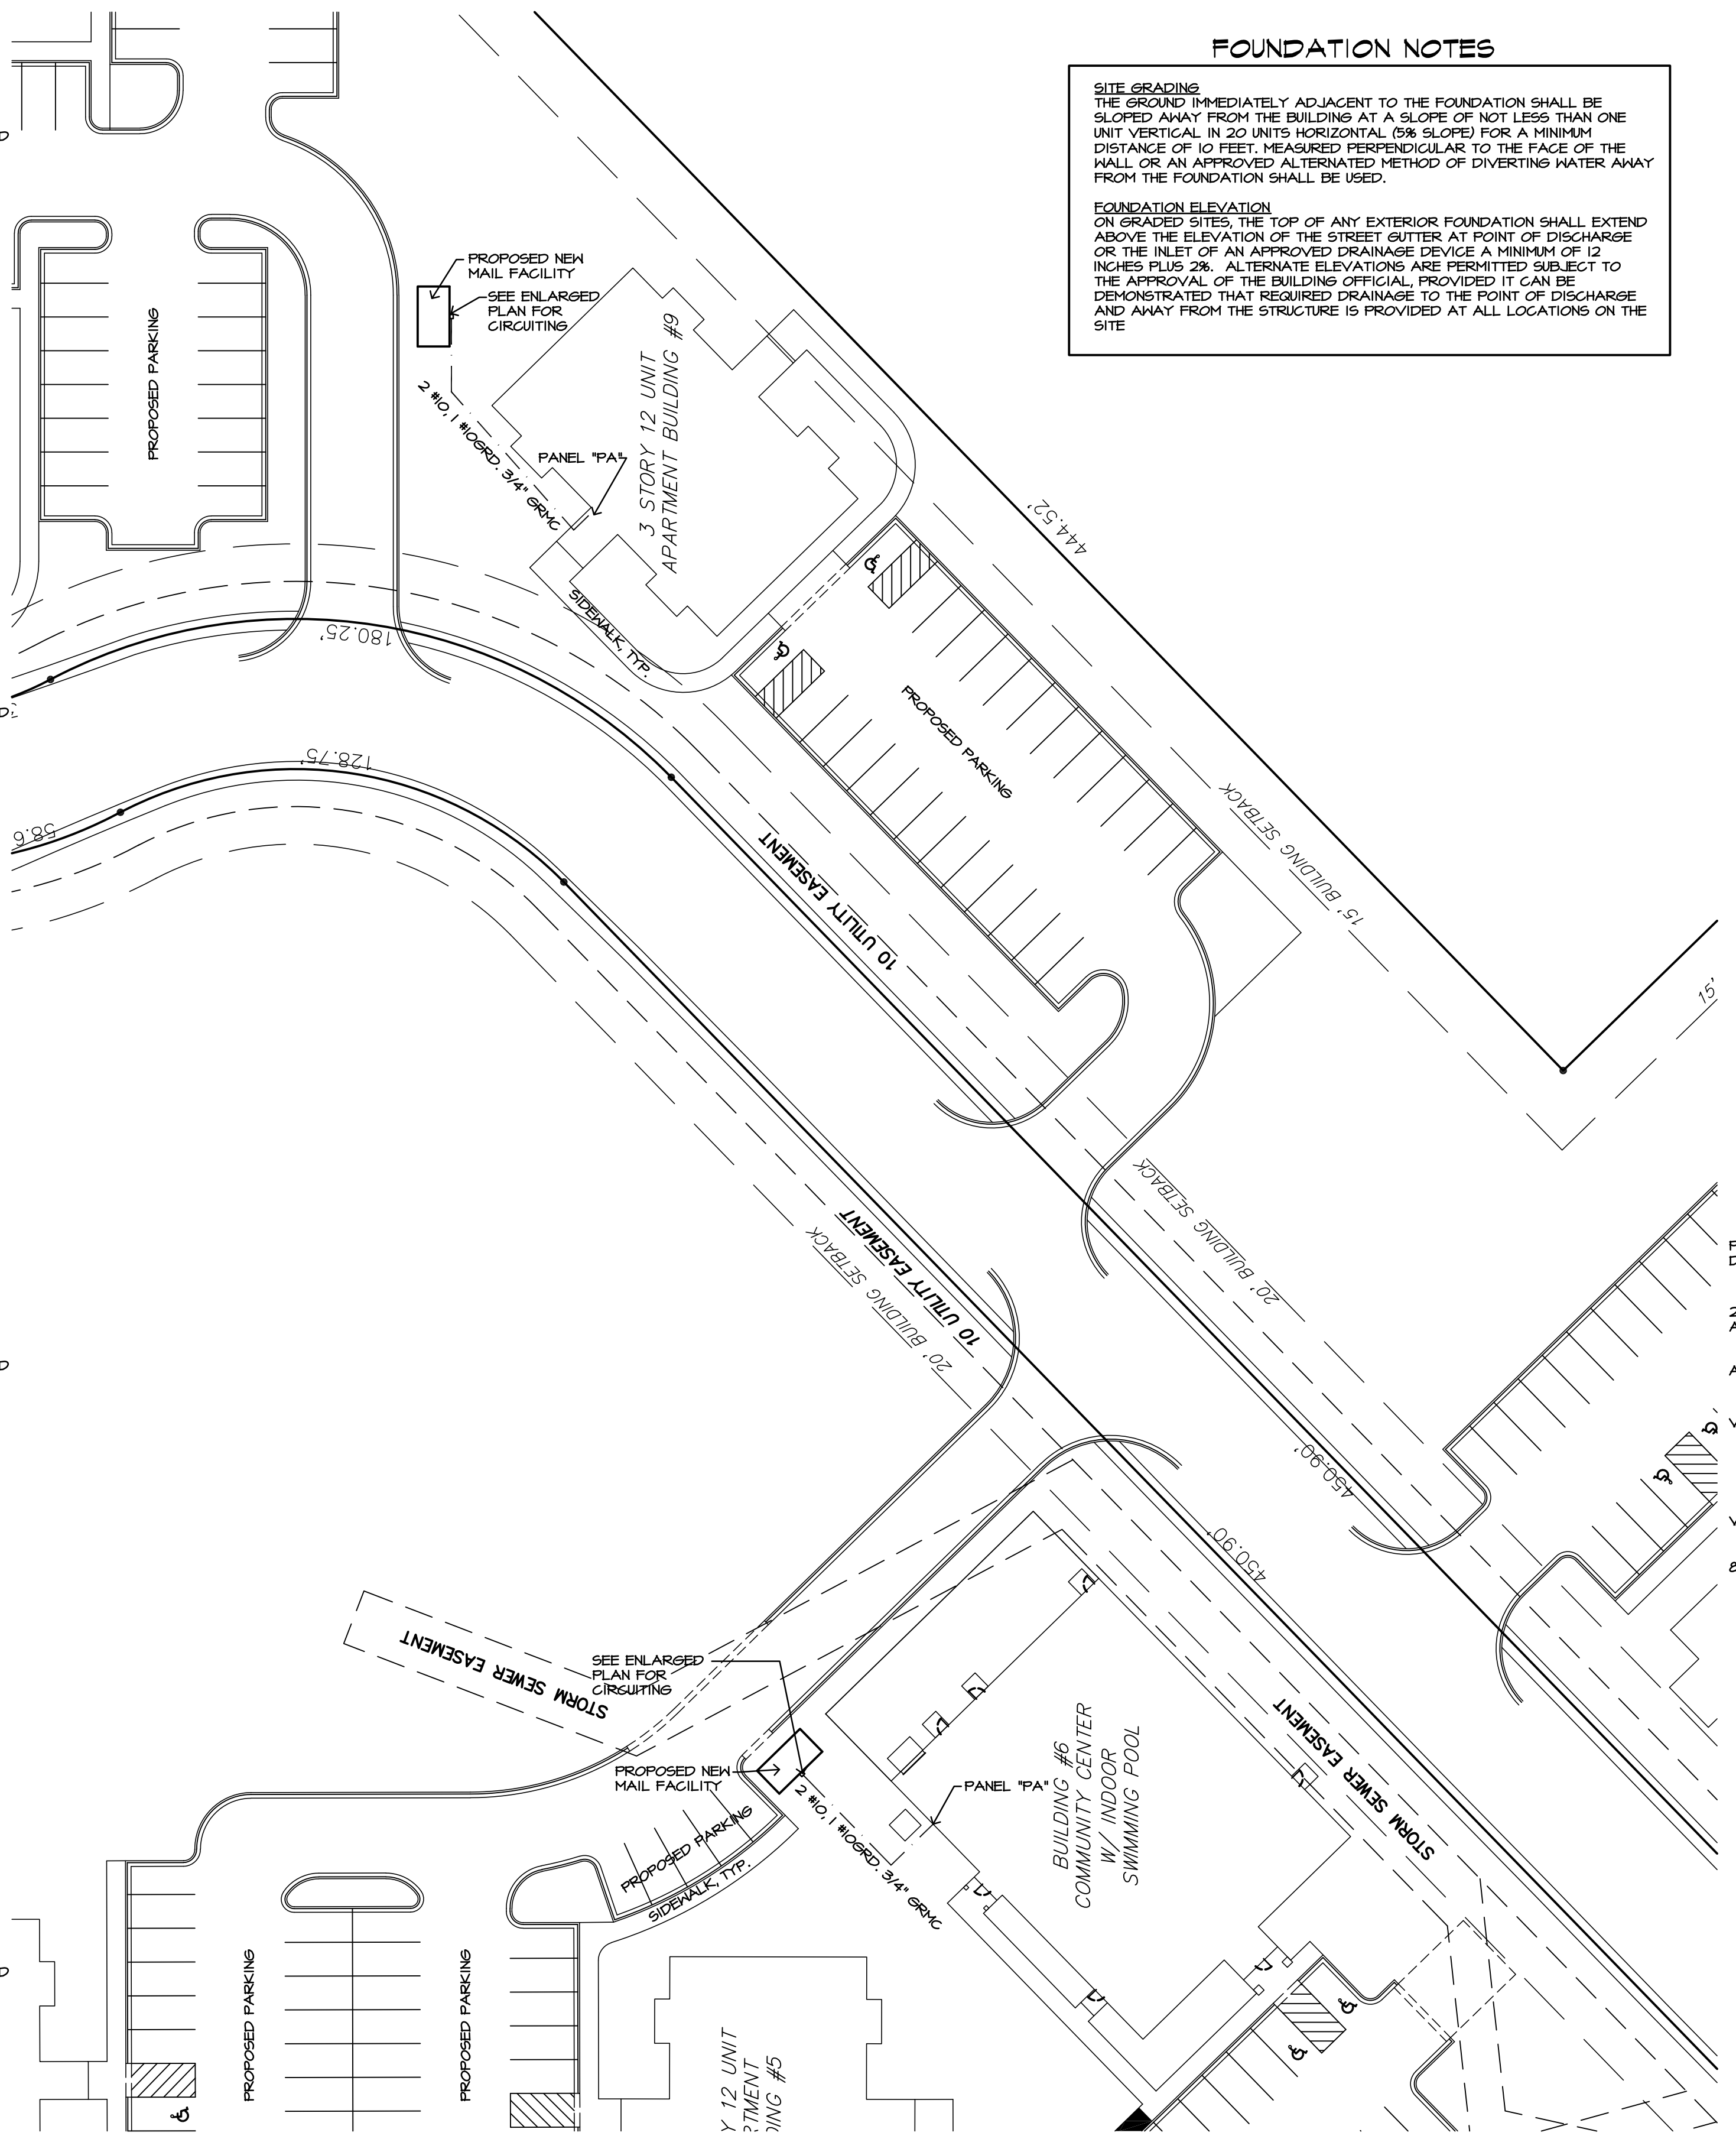 FOUNDATION NOTES
SITE GRADING
THE GROUND IMMEDIATELY ADJACENT TO THE FOUNDATION SHALL BE
SLOPED AWAY FROM THE BUILDING AT A SLOPE OF NOT LESS THAN ONE
UNIT VERTICAL IN 20 UNITS HORIZONTAL (5% SLOPE) FOR A MINIMUM
DISTANCE OF 10 FEET. MEASURED PERPENDICULAR TO THE FACE OF THE
WALL OR AN APPROVED ALTERNATED METHOD OF DIVERTING WATER AWAY
FROM THE FOUNDATION SHALL BE USED.
FOUNDATION ELEVATION
ON GRADED SITES, THE TOP OF ANY EXTERIOR FOUNDATION SHALL EXTEND
ABOVE THE ELEVATION OF THE STREET GUTTER AT POINT OF DISCHARGE
OR THE INLET OF AN APPROVED DRAINAGE DEVICE A MINIMUM OF 12
INCHES PLUS 2%. ALTERNATE ELEVATIONS ARE PERMITTED SUBJECT TO
THE APPROVAL OF THE BUILDING OFFICIAL, PROVIDED IT CAN BE
DEMONSTRATED THAT REQUIRED DRAINAGE TO THE POINT OF DISCHARGE
AND AWAY FROM THE STRUCTURE IS PROVIDED AT ALL LOCATIONS ON THE
SITE
PROPOSED NEW
MAIL FACILITY
SEE ENLARGED
PLAN FOR
CIRCUITING
PROPOSED PARKING
2 #10, 1 #10GRD. 3/4" GRMC
PANEL "PA"
3 STORY 12 UNIT
APARTMENT BUILDING #9
444.52'
SIDEWALK, TYP.
180.25'
PROPOSED PARKING
128.75'
58.6
15' BUILDING SETBACK
10 UTILITY EASEMENT
15'
20' BUILDING SETBACK
10 UTILITY EASEMENT
20' BUILDING SETBACK
450.90'
450.90'
STORM SEWER EASEMENT
SEE ENLARGED
PLAN FOR
CIRCUITING
PROPOSED NEW
MAIL FACILITY
2 #10, 1 #10GRD. 3/4" GRMC
PANEL "PA"
BUILDING #6
COMMUNITY CENTER
W/ INDOOR
SWIMMING POOL
STORM SEWER EASEMENT
PROPOSED PARKING
SIDEWALK, TYP.
PROPOSED PARKING
PROPOSED PARKING
Y 12 UNIT
RTMENT
DING #5